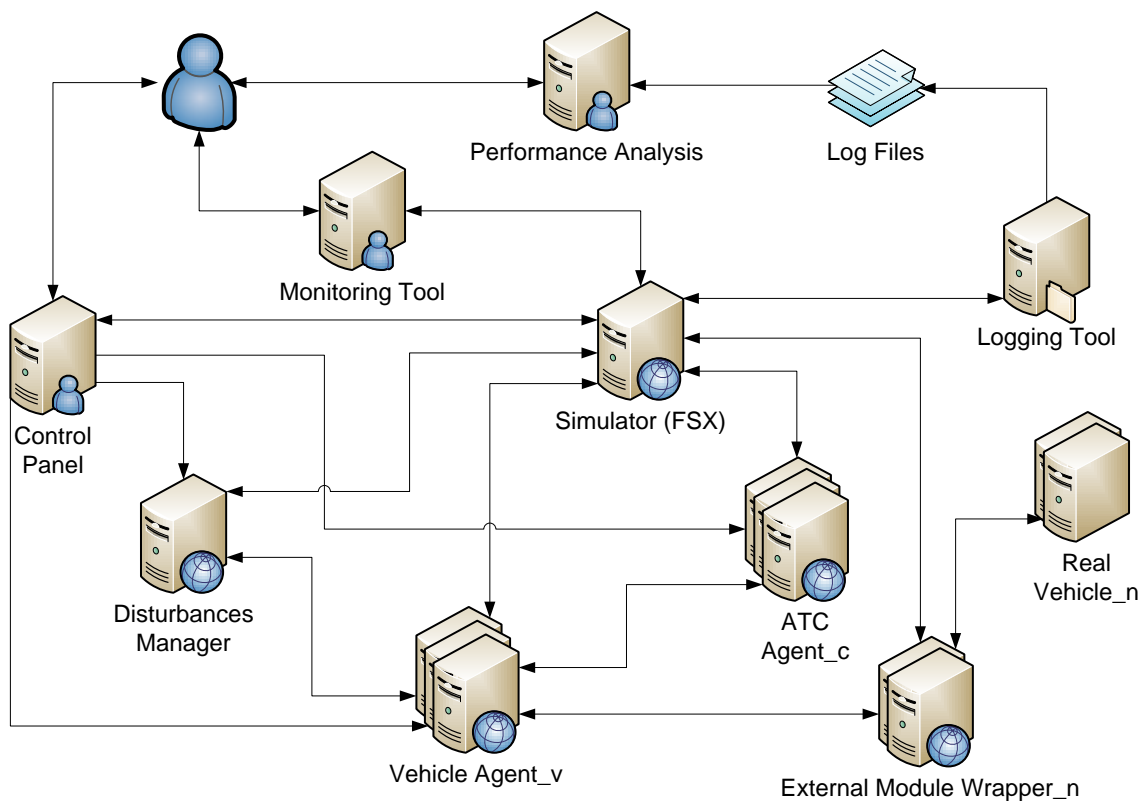 Performance Analysis
Log Files
Monitoring Tool
Logging Tool
Control
Panel
Simulator (FSX)
Disturbances
Manager
ATC
Agent_c
Real
Vehicle_n
Vehicle Agent_v
External Module Wrapper_n